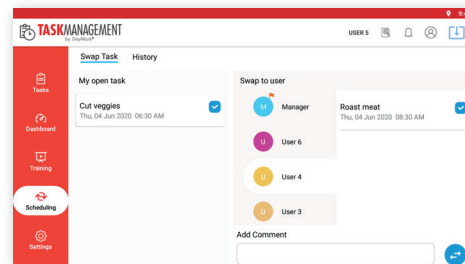 TASKMANAGEMENT
by DayMark®
USER 5
Swap Task History
Tasks
Dashboard
Training
Scheduling
Settings
My open task
Cut veggies
Thu, 04 Jun 2020 06:30 AM
Swap to user
M Manager
U User 6
U User 4
U User 3
Roast meat
Thu, 04 Jun 2020 08:30 AM
Add Comment